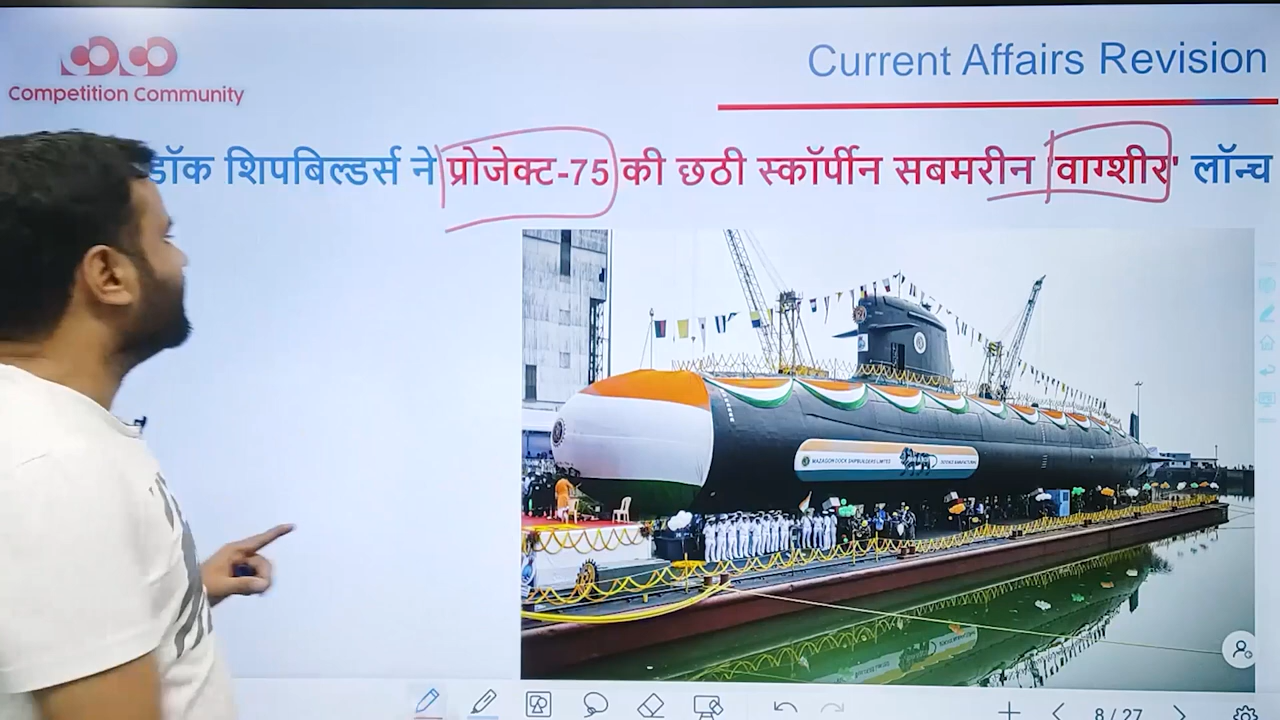 Competition Community
Current Affairs Revision
डॉक शिपबिल्डर्स ने प्रोजेक्ट-75 की छठी स्कॉर्पीन सबमरीन 'वाग्शीर' लॉन्च
MAZAGON DOCK SHIPBUILDERS LIMITED
8/27